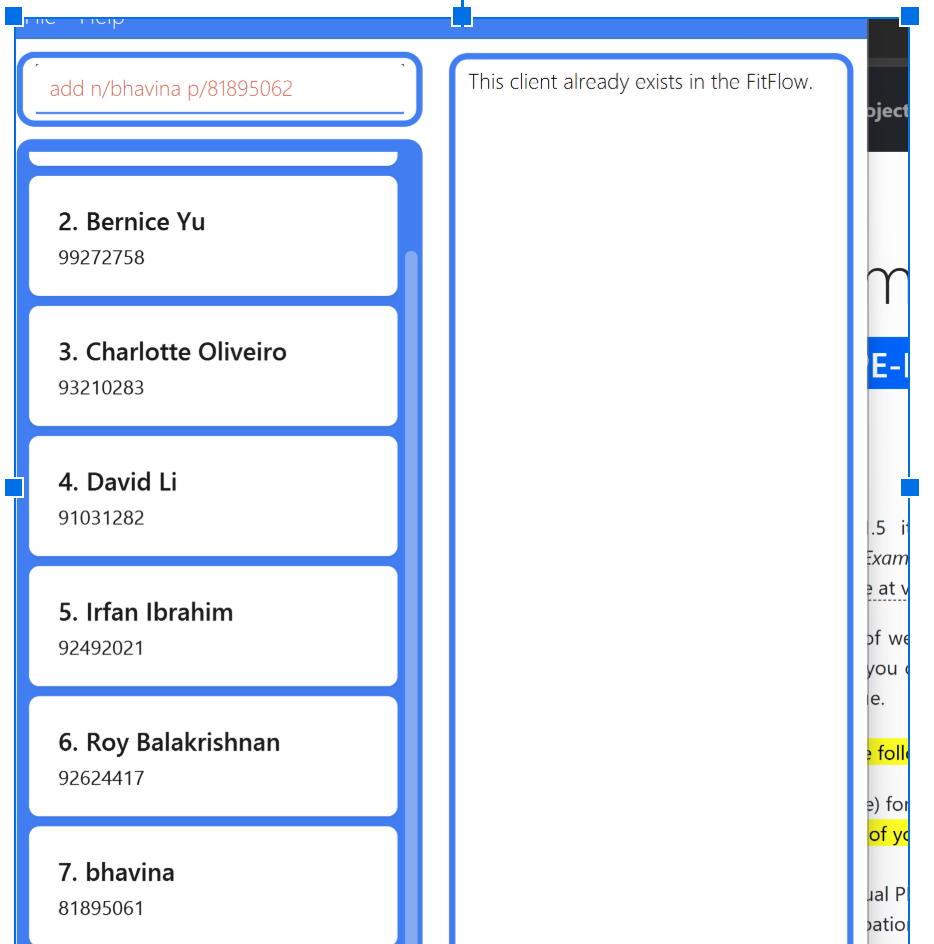 File Help
add n/bhavina p/81895062
This client already exists in the FitFlow.
2. Bernice Yu
99272758
3. Charlotte Oliveiro
93210283
4. David Li
91031282
5. Irfan Ibrahim
92492021
6. Roy Balakrishnan
92624417
7. bhavina
81895061
oject
m
PE-
.5 i
Exam
e at v
of we
you
e.
e foll
e) for
of yo
ual P
patio